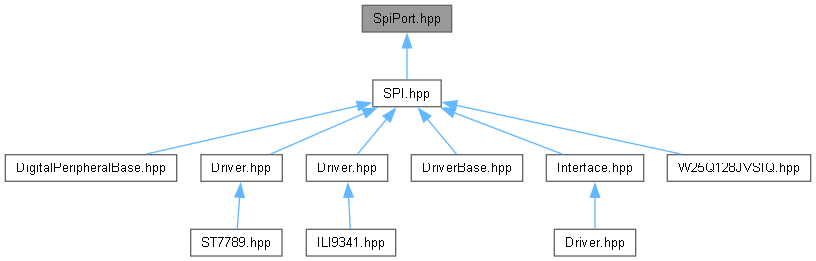 SpiPort.hpp
SPI.hpp
DigitalPeripheralBase.hpp
Driver.hpp
Driver.hpp
DriverBase.hpp
Interface.hpp
W25Q128JVSIQ.hpp
ST7789.hpp
ILI9341.hpp
Driver.hpp